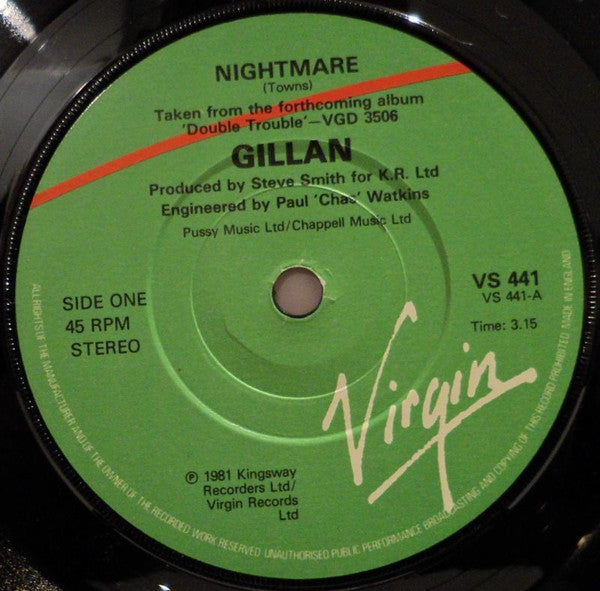 NIGHTMARE
(Towns)
Taken from the forthcoming album
'Double Trouble'—VGD 3506
GILLAN
Produced by Steve Smith for K.R. Ltd
Engineered by Paul 'Chas' Watkins
Pussy Music Ltd/Chappell Music Ltd
SIDE ONE
45 RPM
STEREO
VS 441
VS 441-A
Time: 3.15
Virgin
℗ 1981 Kingsway
Recorders Ltd/
Virgin Records
Ltd
ALL RIGHTS OF THE MANUFACTURER AND OF THE OWNER OF THE RECORDED WORK RESERVED UNAUTHORISED PUBLIC PERFORMANCE BROADCASTING AND COPYING OF THIS RECORD PROHIBITED MADE IN ENGLAND